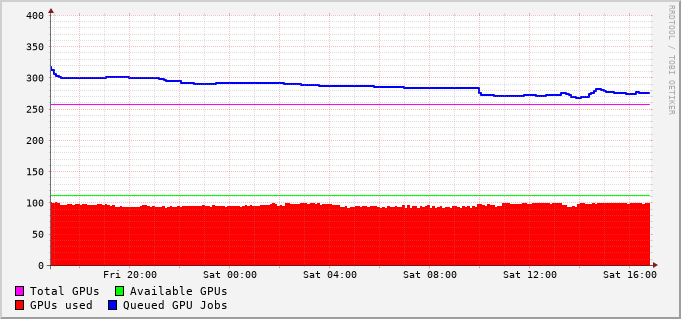 400
350
300
250
200
150
100
50
0
Fri 20:00 Sat 00:00 Sat 04:00 Sat 08:00 Sat 12:00 Sat 16:00
Total GPUs Available GPUs
GPUs used Queued GPU Jobs
RRDTOOL / TOBI OETIKER